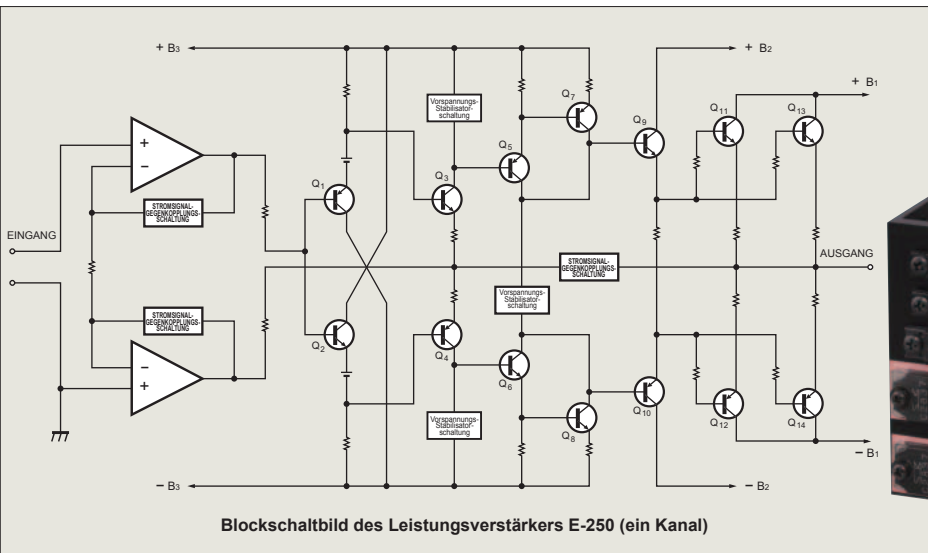 + B3
+ B2
+ B1
Q7
Q9
Q11
Q13
Vorspannungs-
Stabilisator-
schaltung
Q5
+
−
Q1
Q3
STROMSIGNAL-
GEGENKOPPLUNGS-
SCHALTUNG
EINGANG
STROMSIGNAL-
GEGENKOPPLUNGS-
SCHALTUNG
AUSGANG
Vorspannungs-
Stabilisator-
schaltung
STROMSIGNAL-
GEGENKOPPLUNGS-
SCHALTUNG
Q2
Q4
−
+
Q6
Q10
Q12
Q14
Vorspannungs-
Stabilisator-
schaltung
Q8
− B1
− B3
− B2
Blockschaltbild des Leistungsverstärkers E-250 (ein Kanal)